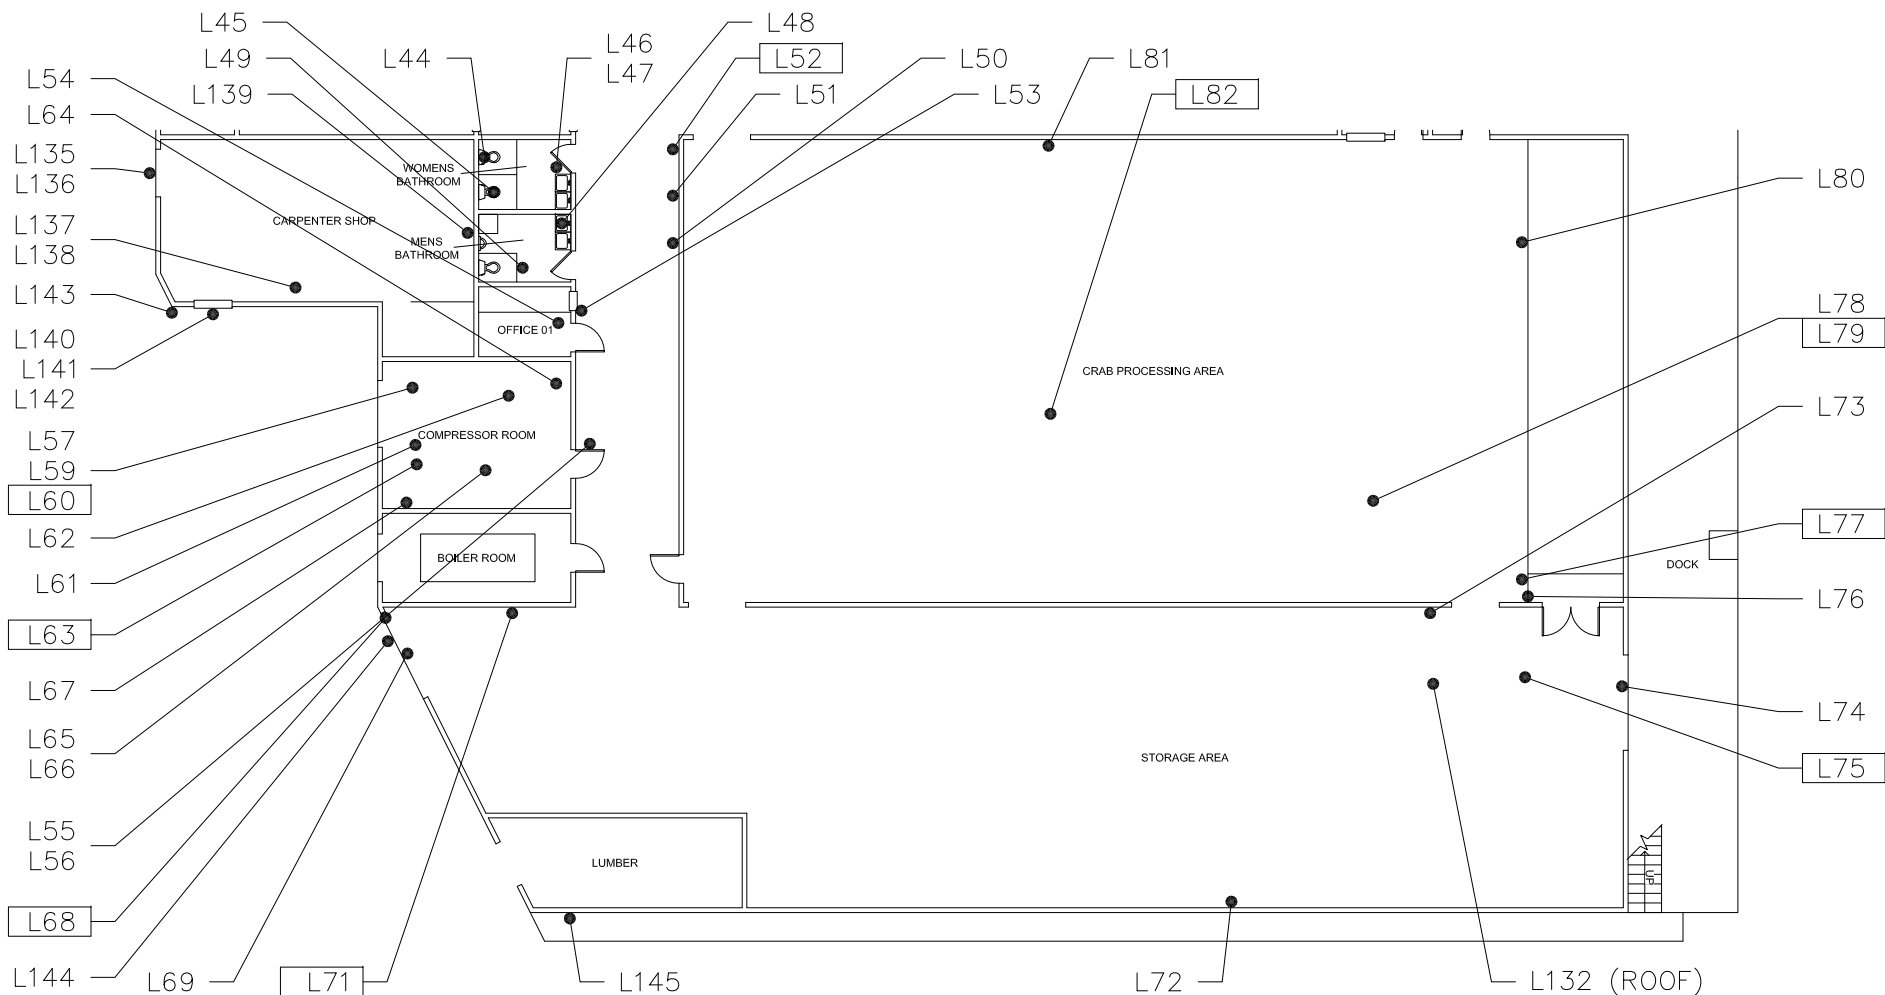 L45
L48
L46
L49
L44
L52
L50
L81
L47
L54
L139
L51
L53
L82
L64
L135
L136
WOMENS
BATHROOM
L80
L137
L138
CARPENTER SHOP
MENS
BATHROOM
L143
L78
L79
L140
L141
L142
OFFICE 01
CRAB PROCESSING AREA
L73
L57
L59
L60
COMPRESSOR ROOM
L62
L77
L61
BOILER ROOM
DOCK
L76
L63
L67
L74
L65
L66
STORAGE AREA
L75
L55
L56
LUMBER
UP
L68
L144
L69
L71
L145
L72
L132 (ROOF)